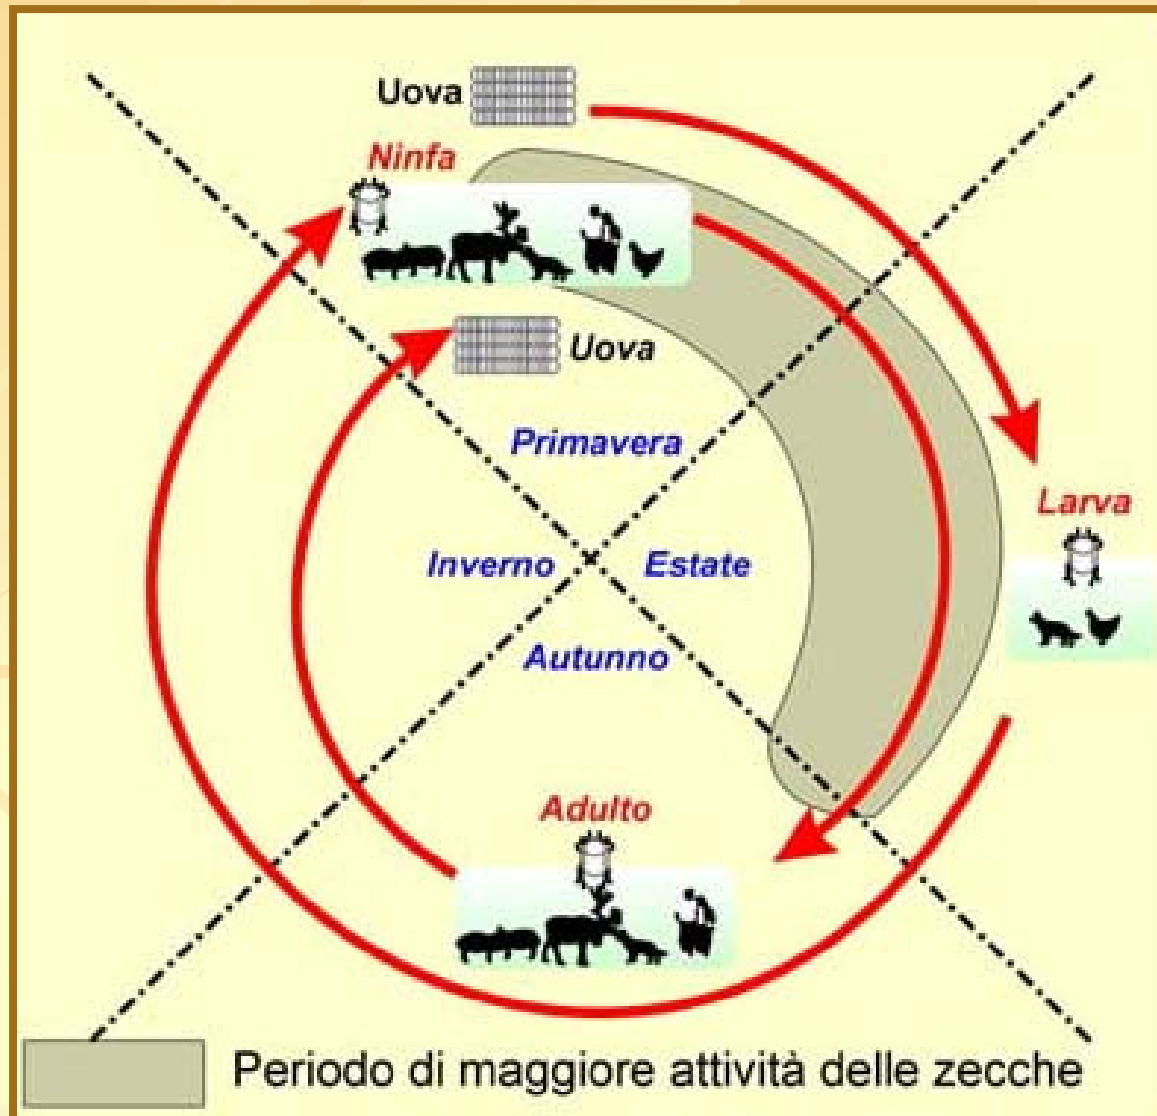 Uova
Ninfa
Uova
Primavera
Larva
Inverno
Estate
Autunno
Adulto
Periodo di maggiore attività delle zecche